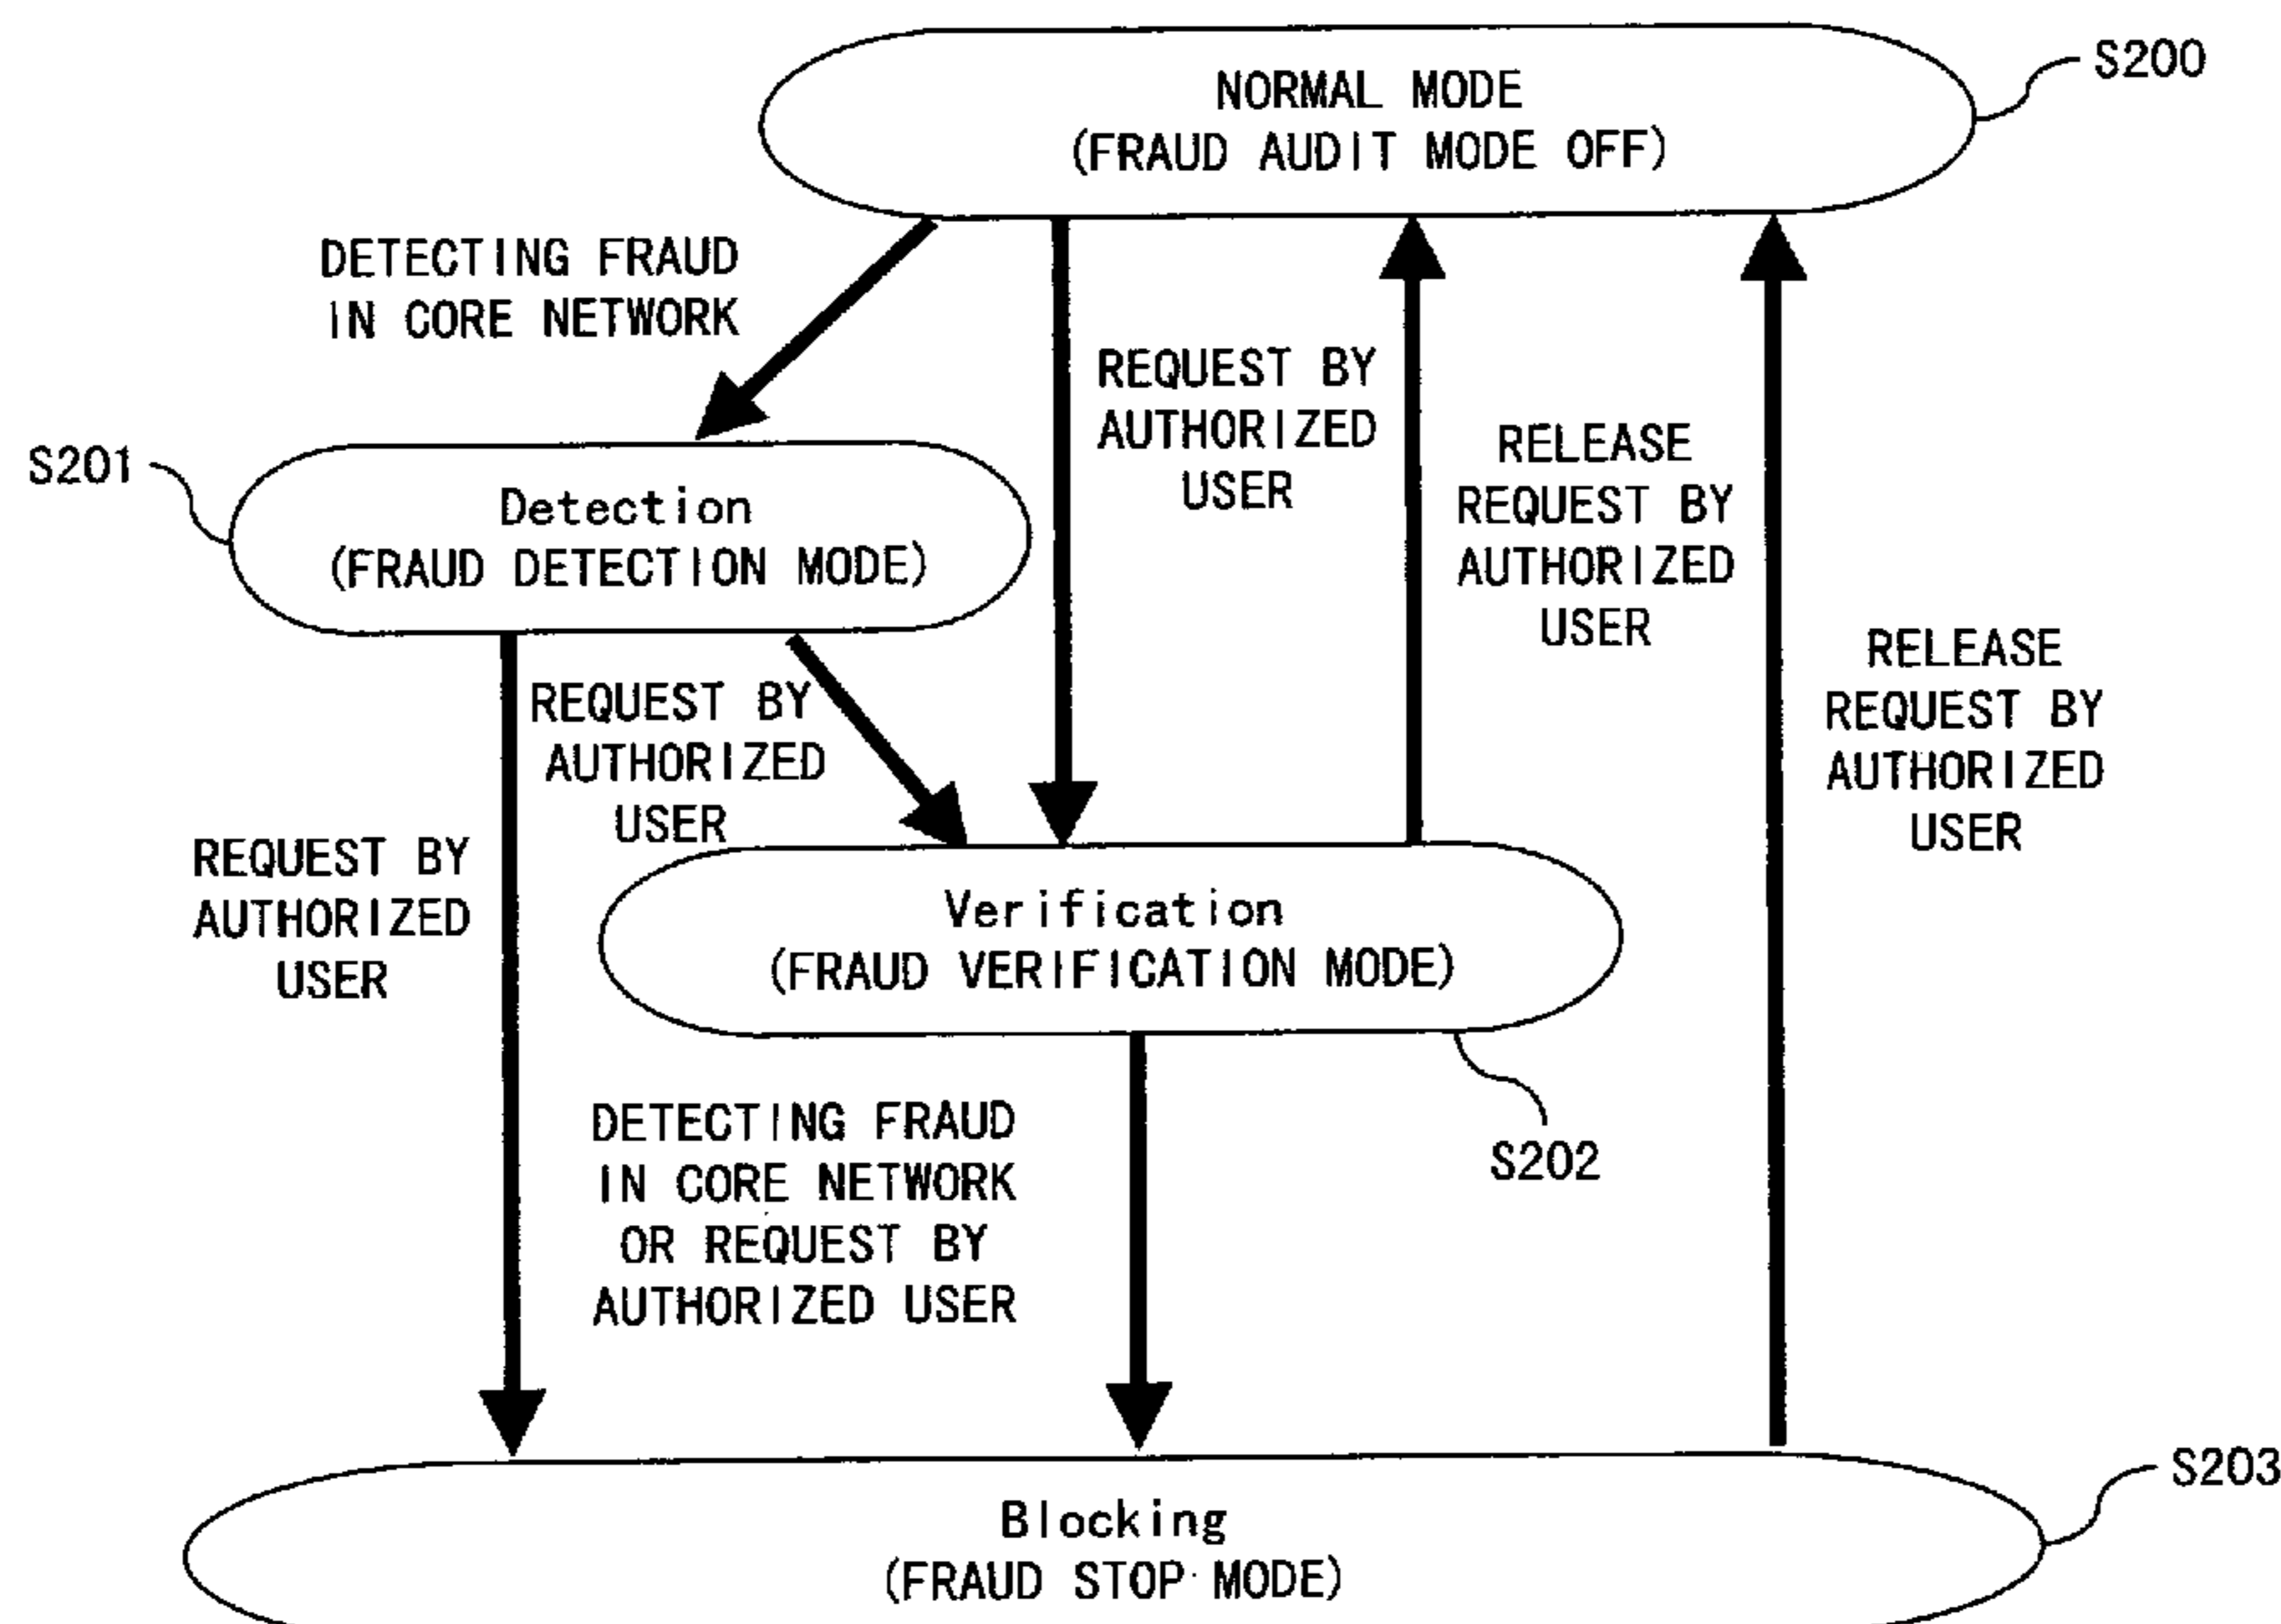 NORMAL MODE
(FRAUD AUDIT MODE OFF)
S200
DETECTING FRAUD
IN CORE NETWORK
REQUEST BY
AUTHORIZED
USER
RELEASE
REQUEST BY
AUTHORIZED
USER
RELEASE
REQUEST BY
AUTHORIZED
USER
S201
Detection
(FRAUD DETECTION MODE)
REQUEST BY
AUTHORIZED
USER
REQUEST BY
AUTHORIZED
USER
Verification
(FRAUD VERIFICATION MODE)
S202
DETECTING FRAUD
IN CORE NETWORK
OR REQUEST BY
AUTHORIZED USER
S203
Blocking
(FRAUD STOP MODE)